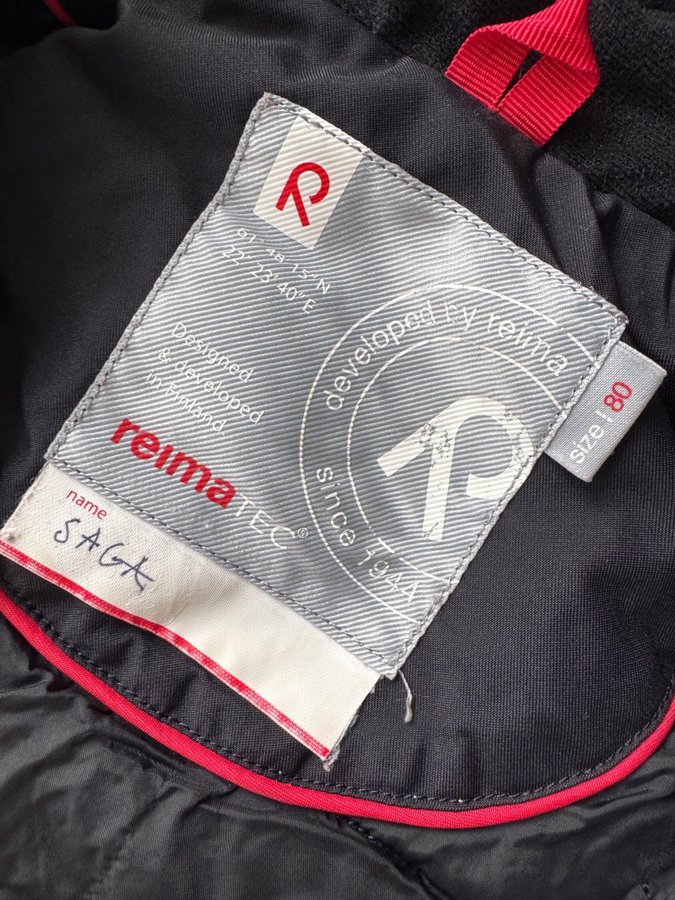 61° 48' 15" N
22° 23' 40" E
Designed
& developed
in Finland
reimaTEC®
developed by reima
since 1944
size | 80
name
SAGA